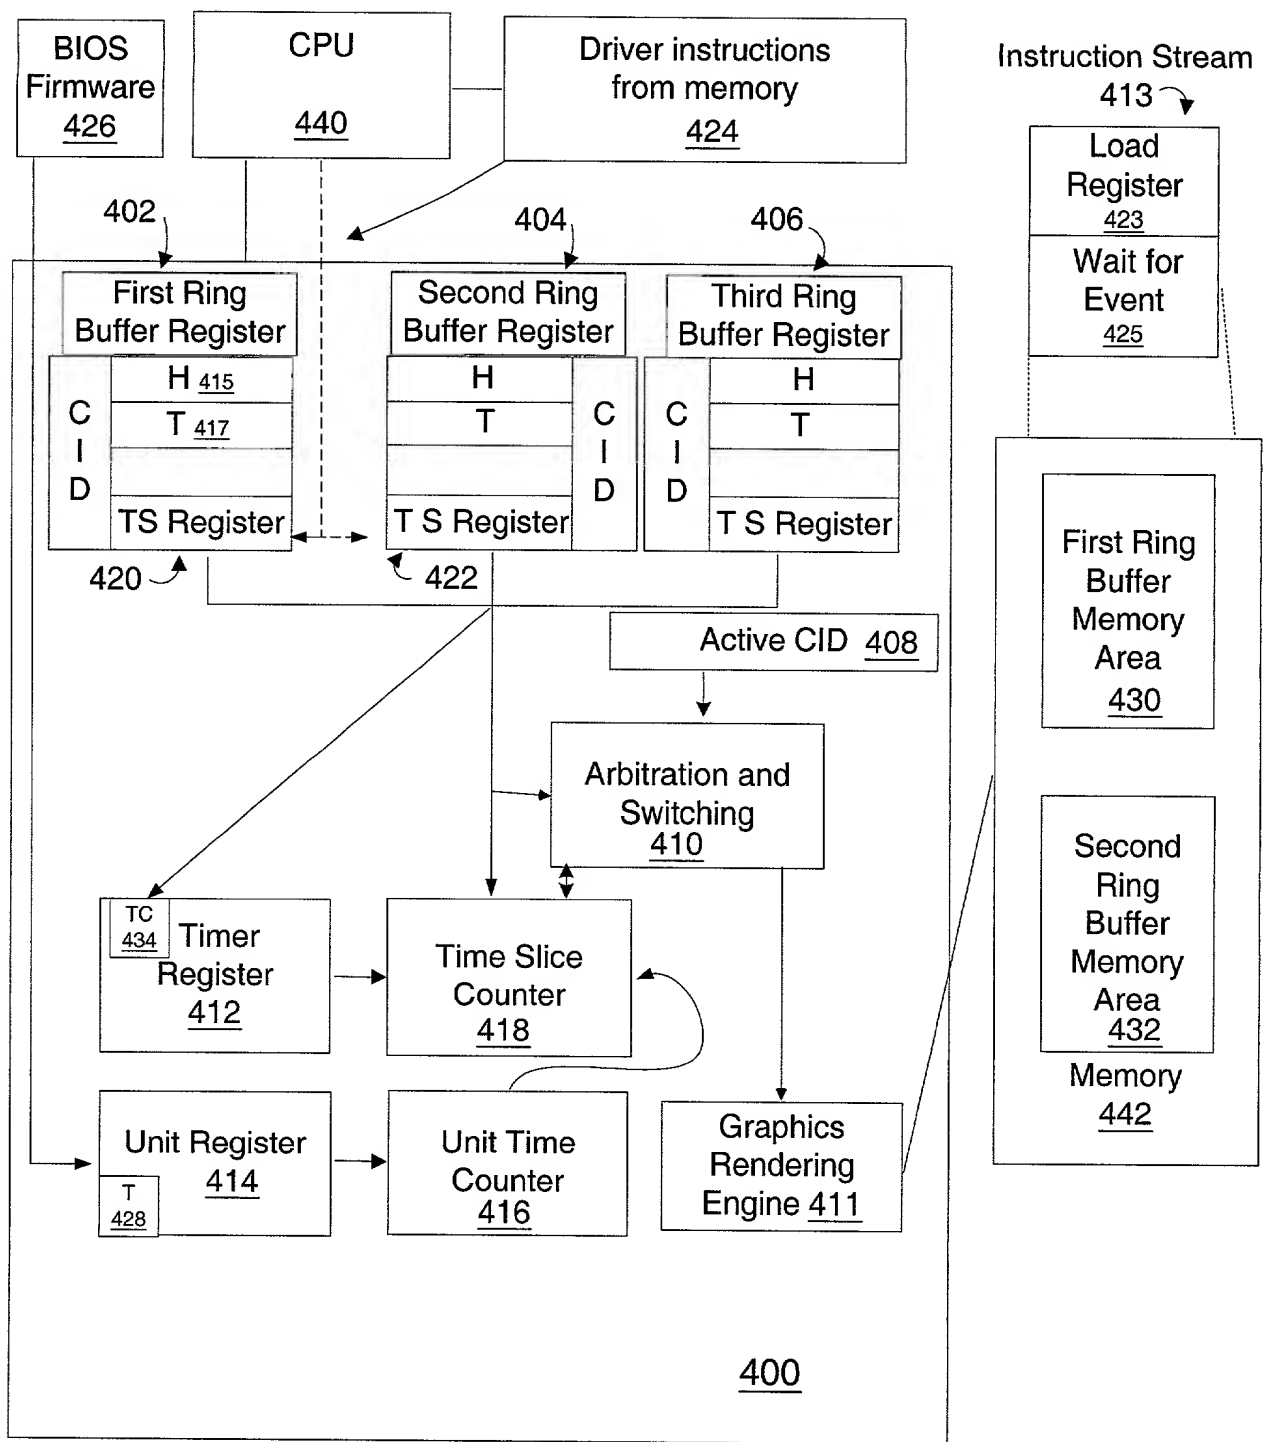 BIOS
Firmware
426
CPU
440
Driver instructions
from memory
424
Instruction Stream
413
Load
Register
423
Wait for
Event
425
402
404
406
First Ring
Buffer Register
H 415
T 417
C
I
D
TS Register
420
Second Ring
Buffer Register
H
T
C
I
D
T S Register
422
Third Ring
Buffer Register
C
I
D
H
T
T S Register
Active CID 408
Arbitration and
Switching
410
TC
434
Timer
Register
412
Time Slice
Counter
418
Unit Register
414
T
428
Unit Time
Counter
416
Graphics
Rendering
Engine 411
First Ring
Buffer
Memory
Area
430
Second
Ring
Buffer
Memory
Area
432
Memory
442
400